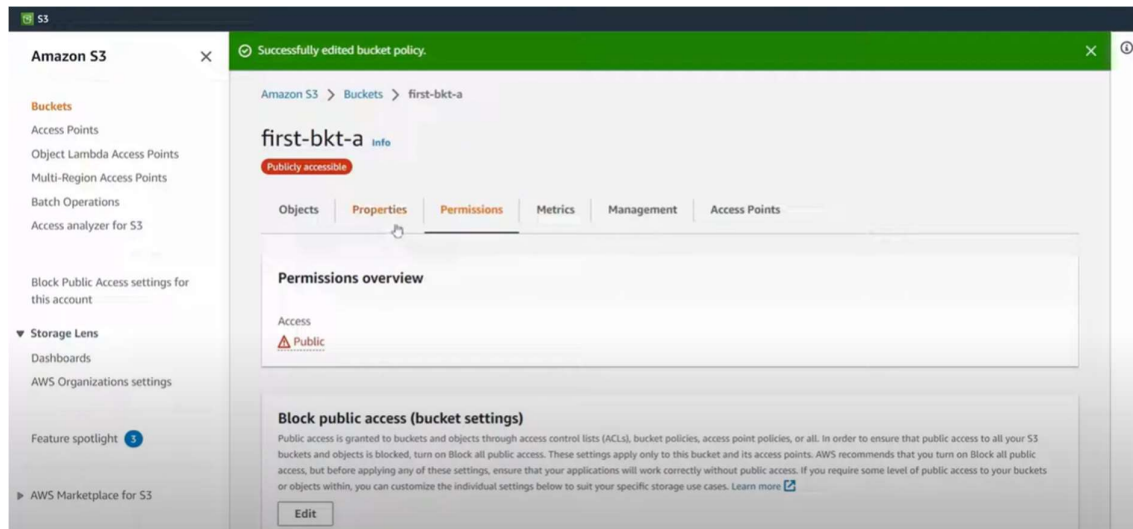 S3
Amazon S3
Successfully edited bucket policy.
Buckets
Access Points
Object Lambda Access Points
Multi-Region Access Points
Batch Operations
Access analyzer for S3
Block Public Access settings for
this account
Storage Lens
Dashboards
AWS Organizations settings
Feature spotlight 3
AWS Marketplace for S3
Amazon S3 > Buckets > first-bkt-a
first-bkt-a Info
Publicly accessible
Objects Properties Permissions Metrics Management Access Points
Permissions overview
Access
Public
Block public access (bucket settings)
Public access is granted to buckets and objects through access control lists (ACLs), bucket policies, access point policies, or all. In order to ensure that public access to all your S3
buckets and objects is blocked, turn on Block all public access. These settings apply only to this bucket and its access points. AWS recommends that you turn on Block all public
access, but before applying any of these settings, ensure that your applications will work correctly without public access. If you require some level of public access to your buckets
or objects within, you can customize the individual settings below to suit your specific storage use cases. Learn more
Edit